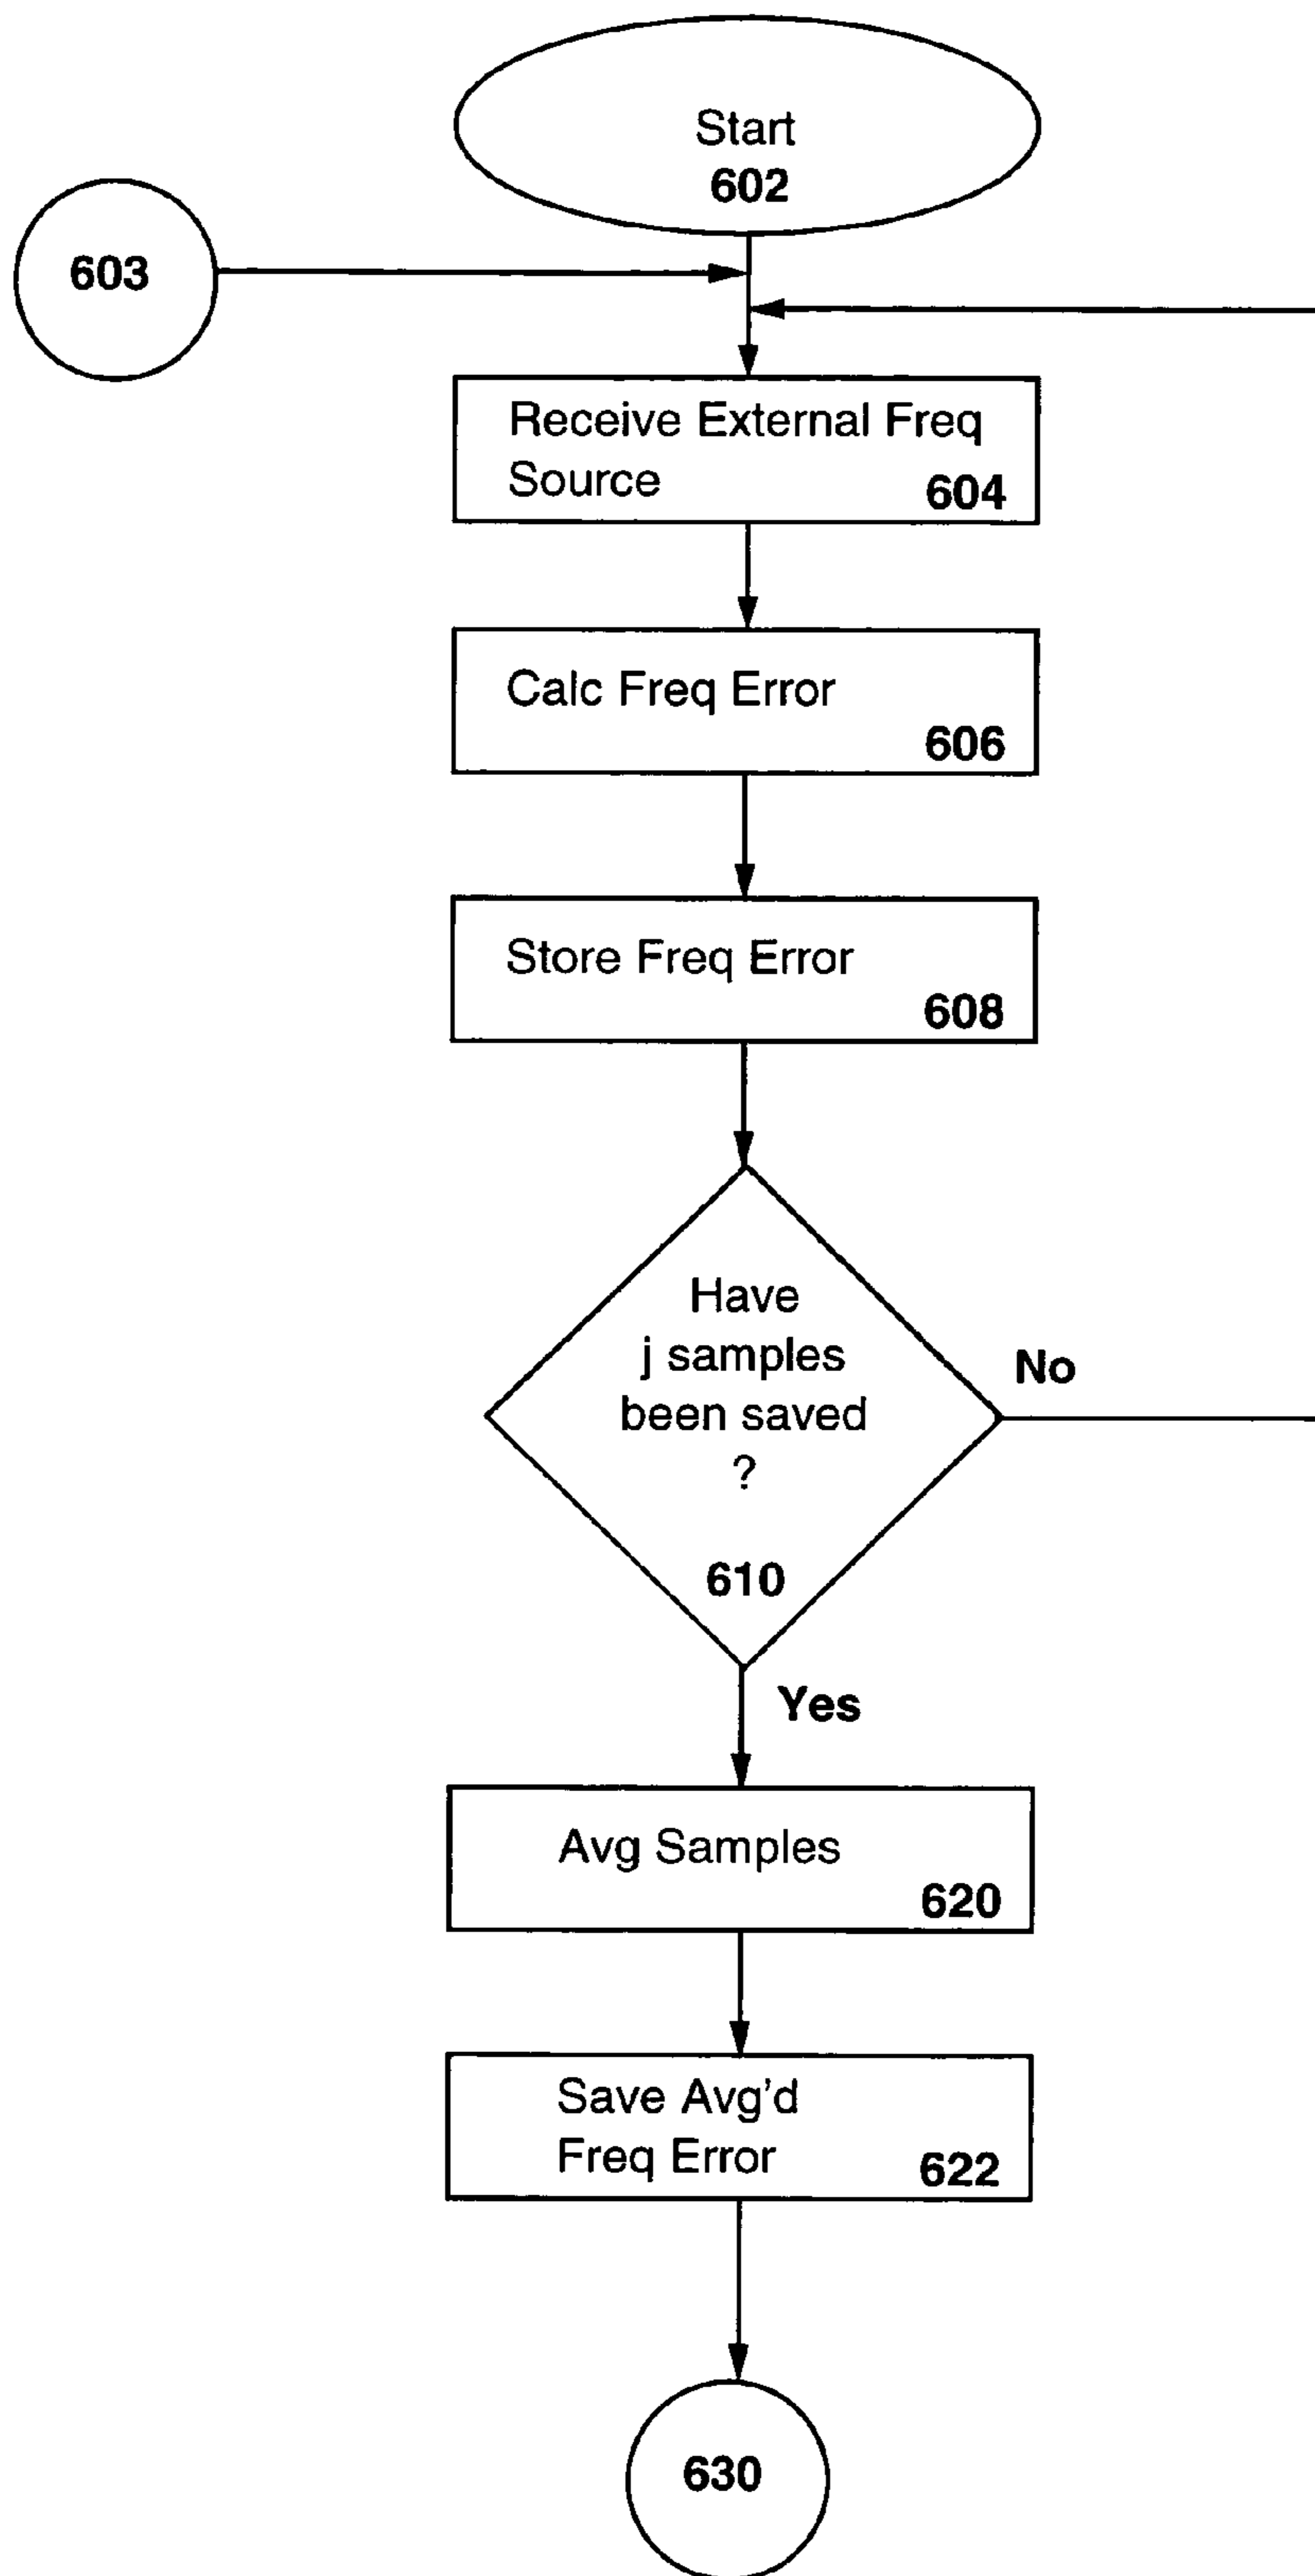 Start
602
603
Receive External Freq
Source
604
Calc Freq Error
606
Store Freq Error
608
Have
j samples
been saved
?
610
No
Yes
Avg Samples
620
Save Avg'd
Freq Error
622
630